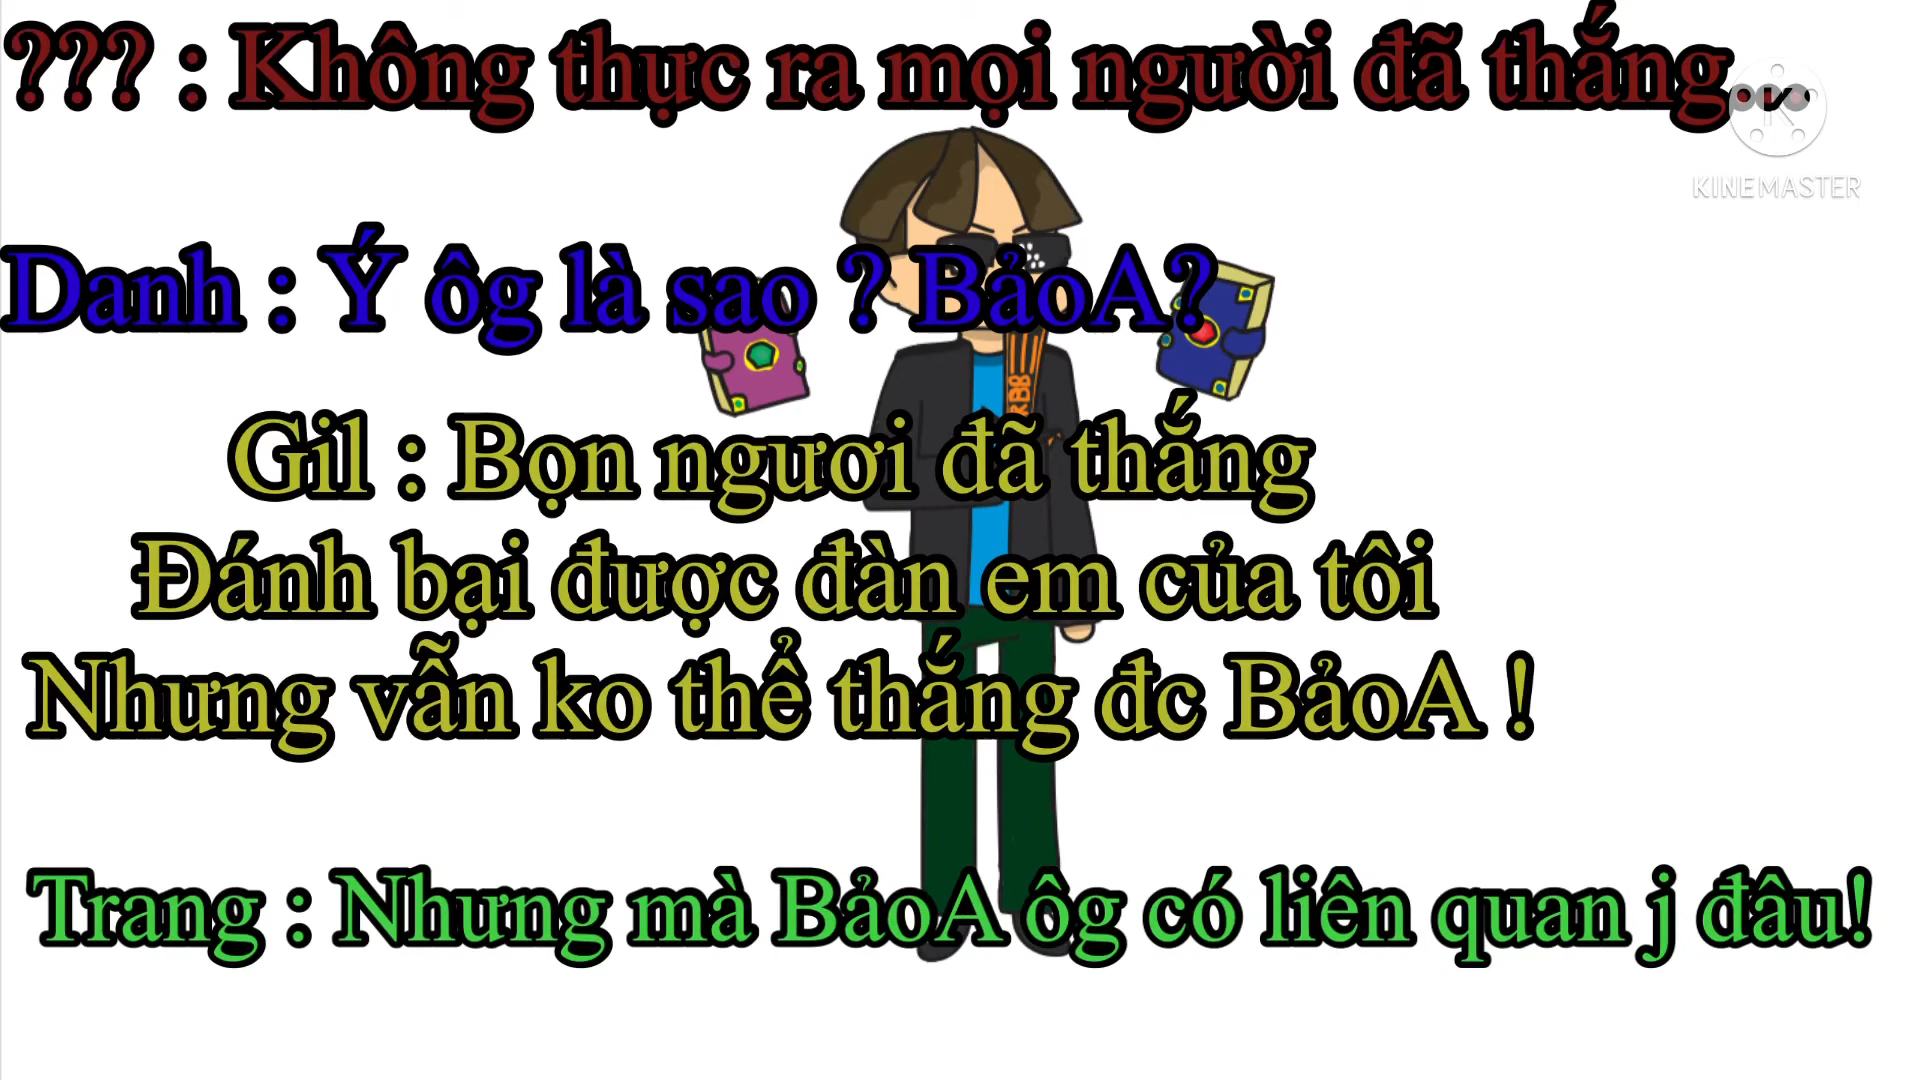 ??? : Không thực ra mọi người đã thắng...
KINEMASTER
Danh : Ý ôg là sao ? BảoA?
Gil : Bọn ngươi đã thắng
Đánh bại được đàn em của tôi
Nhưng vẫn ko thể thắng đc BảoA !
Trang : Nhưng mà BảoA ôg có liên quan j đâu!